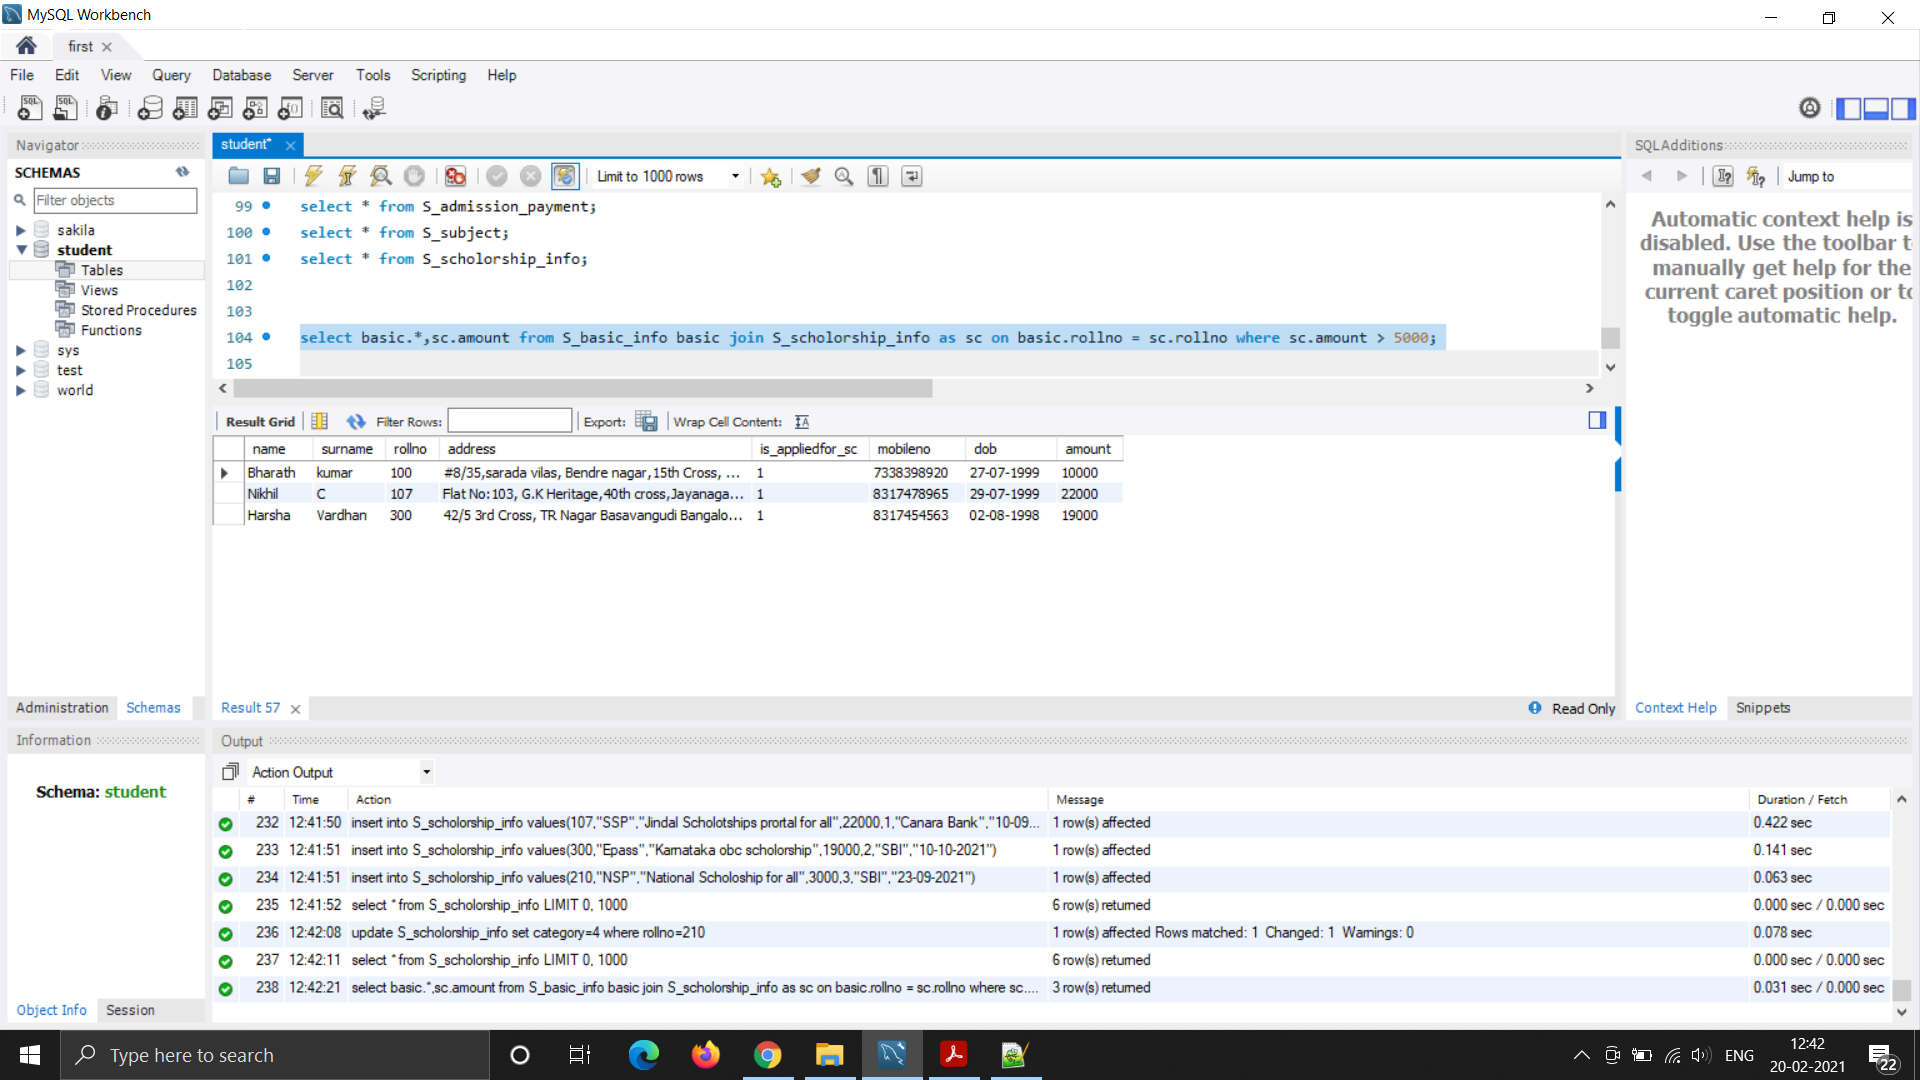 MySQL Workbench
first
File Edit View Query Database Server Tools Scripting Help
Navigator
SCHEMAS
Filter objects
sakila
student
Tables
Views
Stored Procedures
Functions
sys
test
world
Administration Schemas
Information
Schema: student
Object Info Session
student*
Limit to 1000 rows
99 select * from S_admission_payment;
100 select * from S_subject;
101 select * from S_scholorship_info;
102
103
104 select basic.*,sc.amount from S_basic_info basic join S_scholorship_info as sc on basic.rollno = sc.rollno where sc.amount > 5000;
105
Result Grid Filter Rows: Export: Wrap Cell Content:
name surname rollno address is_appliedfor_sc mobileno dob amount
Bharath kumar 100 #8/35,sarada vilas, Bendre nagar,15th Cross, ... 1 7338398920 27-07-1999 10000
Nikhil C 107 Flat No:103, G.K Heritage,40th cross,Jayanaga... 1 8317478965 29-07-1999 22000
Harsha Vardhan 300 42/5 3rd Cross, TR Nagar Basavangudi Bangalo... 1 8317454563 02-08-1998 19000
Result 57
Read Only
SQLAdditions
Jump to
Automatic context help is
disabled. Use the toolbar t
manually get help for the
current caret position or to
toggle automatic help.
Context Help Snippets
Output
Action Output
# Time Action Message Duration / Fetch
232 12:41:50 insert into S_scholorship_info values(107,"SSP","Jindal Scholotships prortal for all",22000,1,"Canara Bank","10-09... 1 row(s) affected 0.422 sec
233 12:41:51 insert into S_scholorship_info values(300,"Epass","Karnataka obc scholorship",19000,2,"SBI","10-10-2021") 1 row(s) affected 0.141 sec
234 12:41:51 insert into S_scholorship_info values(210,"NSP","National Scholoship for all",3000,3,"SBI","23-09-2021") 1 row(s) affected 0.063 sec
235 12:41:52 select * from S_scholorship_info LIMIT 0, 1000 6 row(s) returned 0.000 sec / 0.000 sec
236 12:42:08 update S_scholorship_info set category=4 where rollno=210 1 row(s) affected Rows matched: 1 Changed: 1 Warnings: 0 0.078 sec
237 12:42:11 select * from S_scholorship_info LIMIT 0, 1000 6 row(s) returned 0.000 sec / 0.000 sec
238 12:42:21 select basic.*,sc.amount from S_basic_info basic join S_scholorship_info as sc on basic.rollno = sc.rollno where sc.... 3 row(s) returned 0.031 sec / 0.000 sec
Type here to search
ENG
12:42
20-02-2021
22